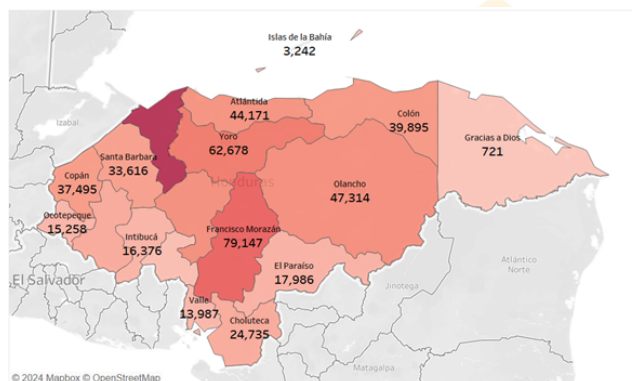 Islas de la Bahía
3,242
Izabal
Atlántida
44,171
Colón
39,895
Yoro
62,678
Gracias a Dios
721
Santa Barbara
33,616
Copán
37,495
Honduras
Olancho
47,314
Ocotepeque..
15,258
Intibucá
16,376
Francisco Morazán
79,147
El Paraíso
17,986
Atlántico
Norte
El Salvador
Jinotega
Valle
13,987
Choluteca
24,735
Matagalpa
© 2024 Mapbox © OpenStreetMap